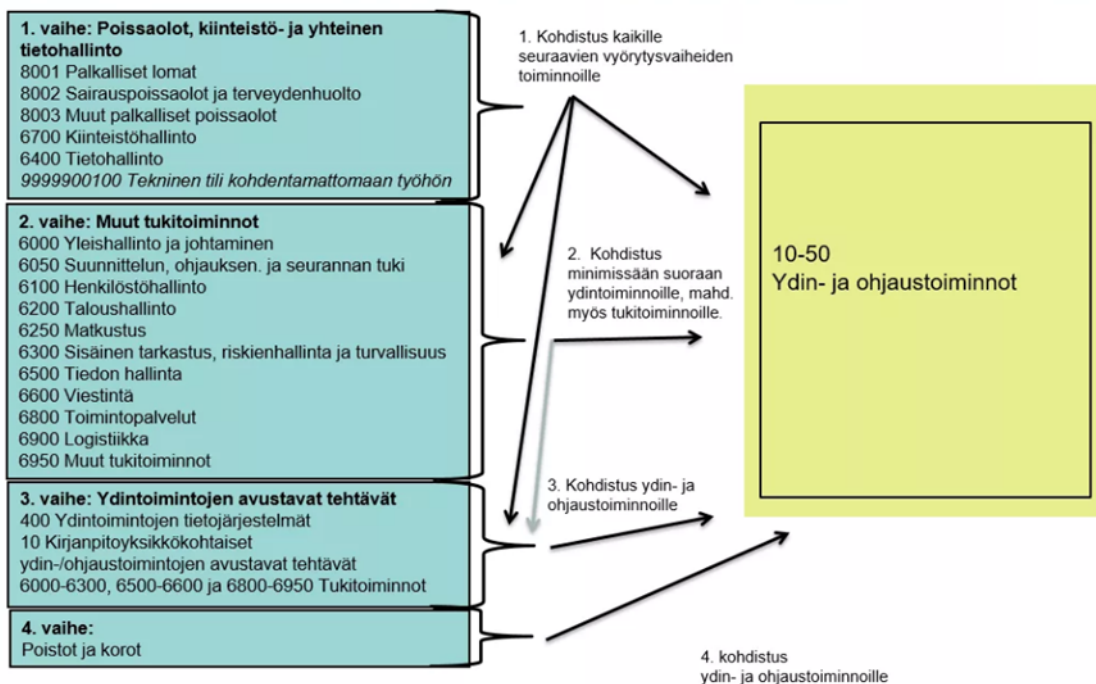 1. vaihe: Poissaolot, kiinteistö- ja yhteinen
tietohallinto
8001 Palkalliset lomat
8002 Sairauspoissaolot ja terveydenhuolto
8003 Muut palkalliset poissaolot
6700 Kiinteistöhallinto
6400 Tietohallinto
9999900100 Tekninen tili kohdentamattomaan työhön
2. vaihe: Muut tukitoiminnot
6000 Yleishallinto ja johtaminen
6050 Suunnittelun, ohjauksen. ja seurannan tuki
6100 Henkilöstöhallinto
6200 Taloushallinto
6250 Matkustus
6300 Sisäinen tarkastus, riskienhallinta ja turvallisuus
6500 Tiedon hallinta
6600 Viestintä
6800 Toimintopalvelut
6900 Logistiikka
6950 Muut tukitoiminnot
3. vaihe: Ydintoimintojen avustavat tehtävät
400 Ydintoimintojen tietojärjestelmät
10 Kirjanpitoyksikkökohtaiset
ydin-/ohjaustoimintojen avustavat tehtävät
6000-6300, 6500-6600 ja 6800-6950 Tukitoiminnot
4. vaihe:
Poistot ja korot
1. Kohdistus kaikille
seuraavien vyörytysvaiheiden
toiminnoille
2. Kohdistus
minimissään suoraan
ydintoiminnoille, mahd.
myös tukitoiminnoille.
3. Kohdistus ydin- ja
ohjaustoiminnoille
4. kohdistus
ydin- ja ohjaustoiminnoille
10-50
Ydin- ja ohjaustoiminnot